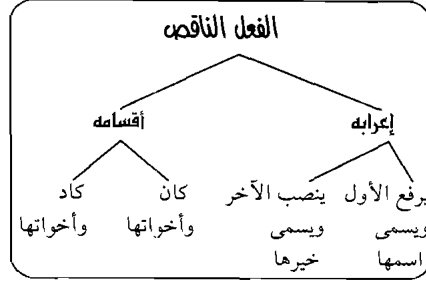 الفعل الناقص
إعرابه
أقسامه
يرفع الأول
ويسمى
اسمها
ينصب الآخر
ويسمى
خبرها
كان
وأخواتها
كاد
وأخواتها